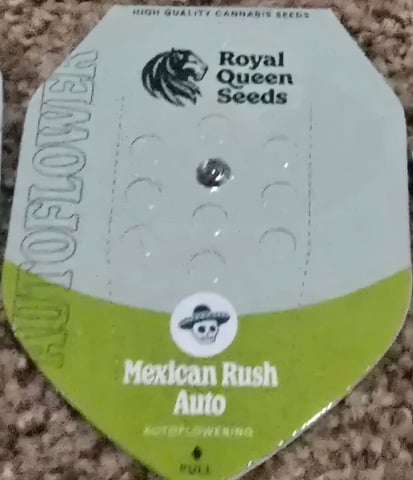 HIGH QUALITY CANNABIS SEEDS
Royal
Queen
Seeds
AUTOFLOWER
Mexican Rush
Auto
AUTOFLOWERING
PULL